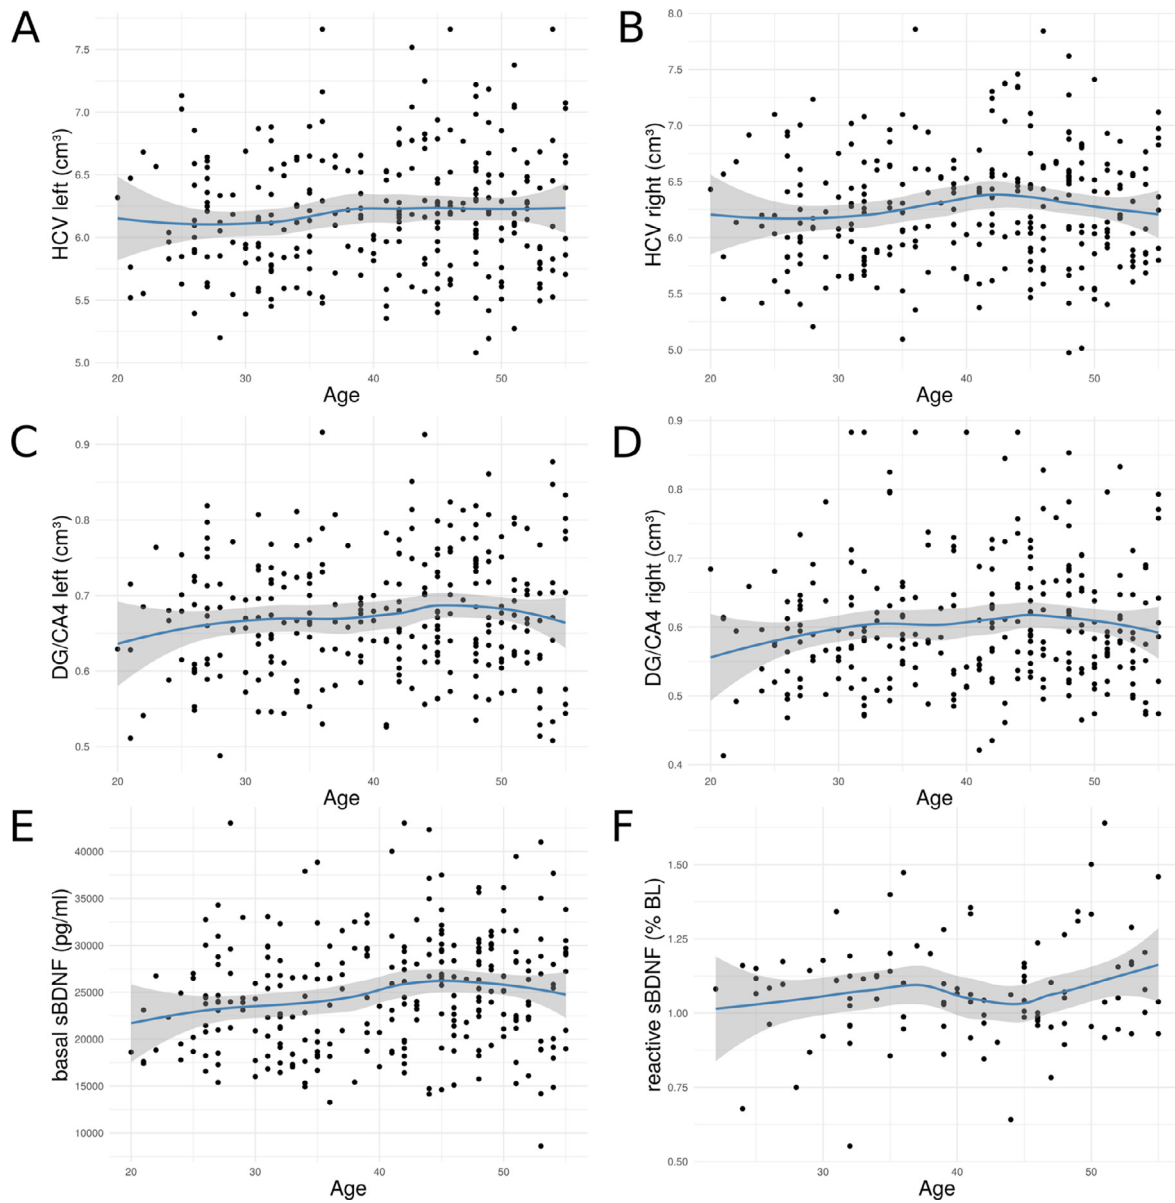 A
HCV left (cm³)
7.5
7.0
6.5
6.0
5.5
5.0
20 30 40 50
Age
B
HCV right (cm³)
8.0
7.5
7.0
6.5
6.0
5.5
5.0
20 30 40 50
Age
C
DG/CA4 left (cm³)
0.9
0.8
0.7
0.6
0.5
20 30 40 50
Age
D
DG/CA4 right (cm³)
0.9
0.8
0.7
0.6
0.5
0.4
20 30 40 50
Age
E
basal sBDNF (pg/ml)
40000
35000
30000
25000
20000
15000
10000
20 30 40 50
Age
F
reactive sBDNF (% BL)
1.50
1.25
1.00
0.75
0.50
30 40 50
Age